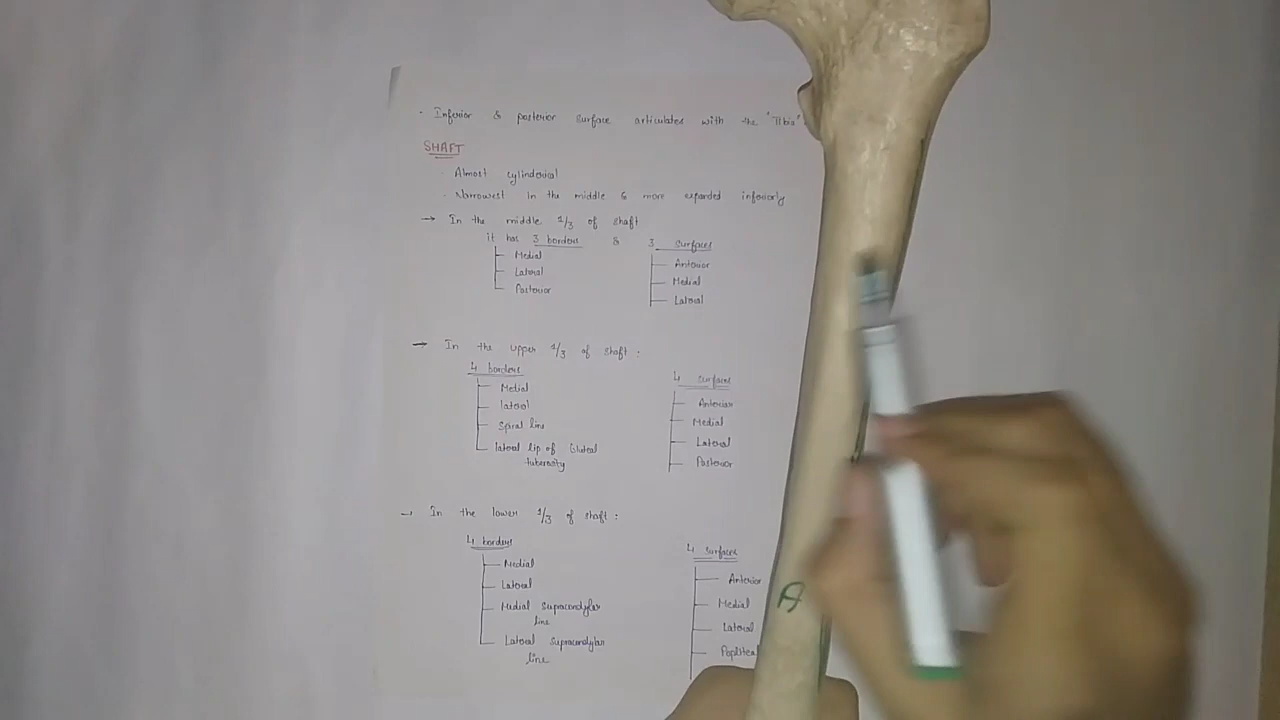 Inferior & posterior surface articulates with the 'Tibia'.
SHAFT
- Almost cylinderical
- Narrowest in the middle & more expanded inferiorly
→ In the middle 1/3 of shaft
it has 3 borders & 3 surfaces
Medial Anterior
Lateral Medial
Posterior Lateral
→ In the upper 1/3 of shaft :
4 borders 4 surfaces
Medial Anterior
lateral Medial
Spiral line Lateral
lateral lip of Gluteal Posterior
tuberosity
→ In the lower 1/3 of shaft :
4 borders 4 surfaces
Medial Anterior
Lateral Medial
Medial Supracondylar Lateral
line
Lateral Supracondylar Popliteal
line
A